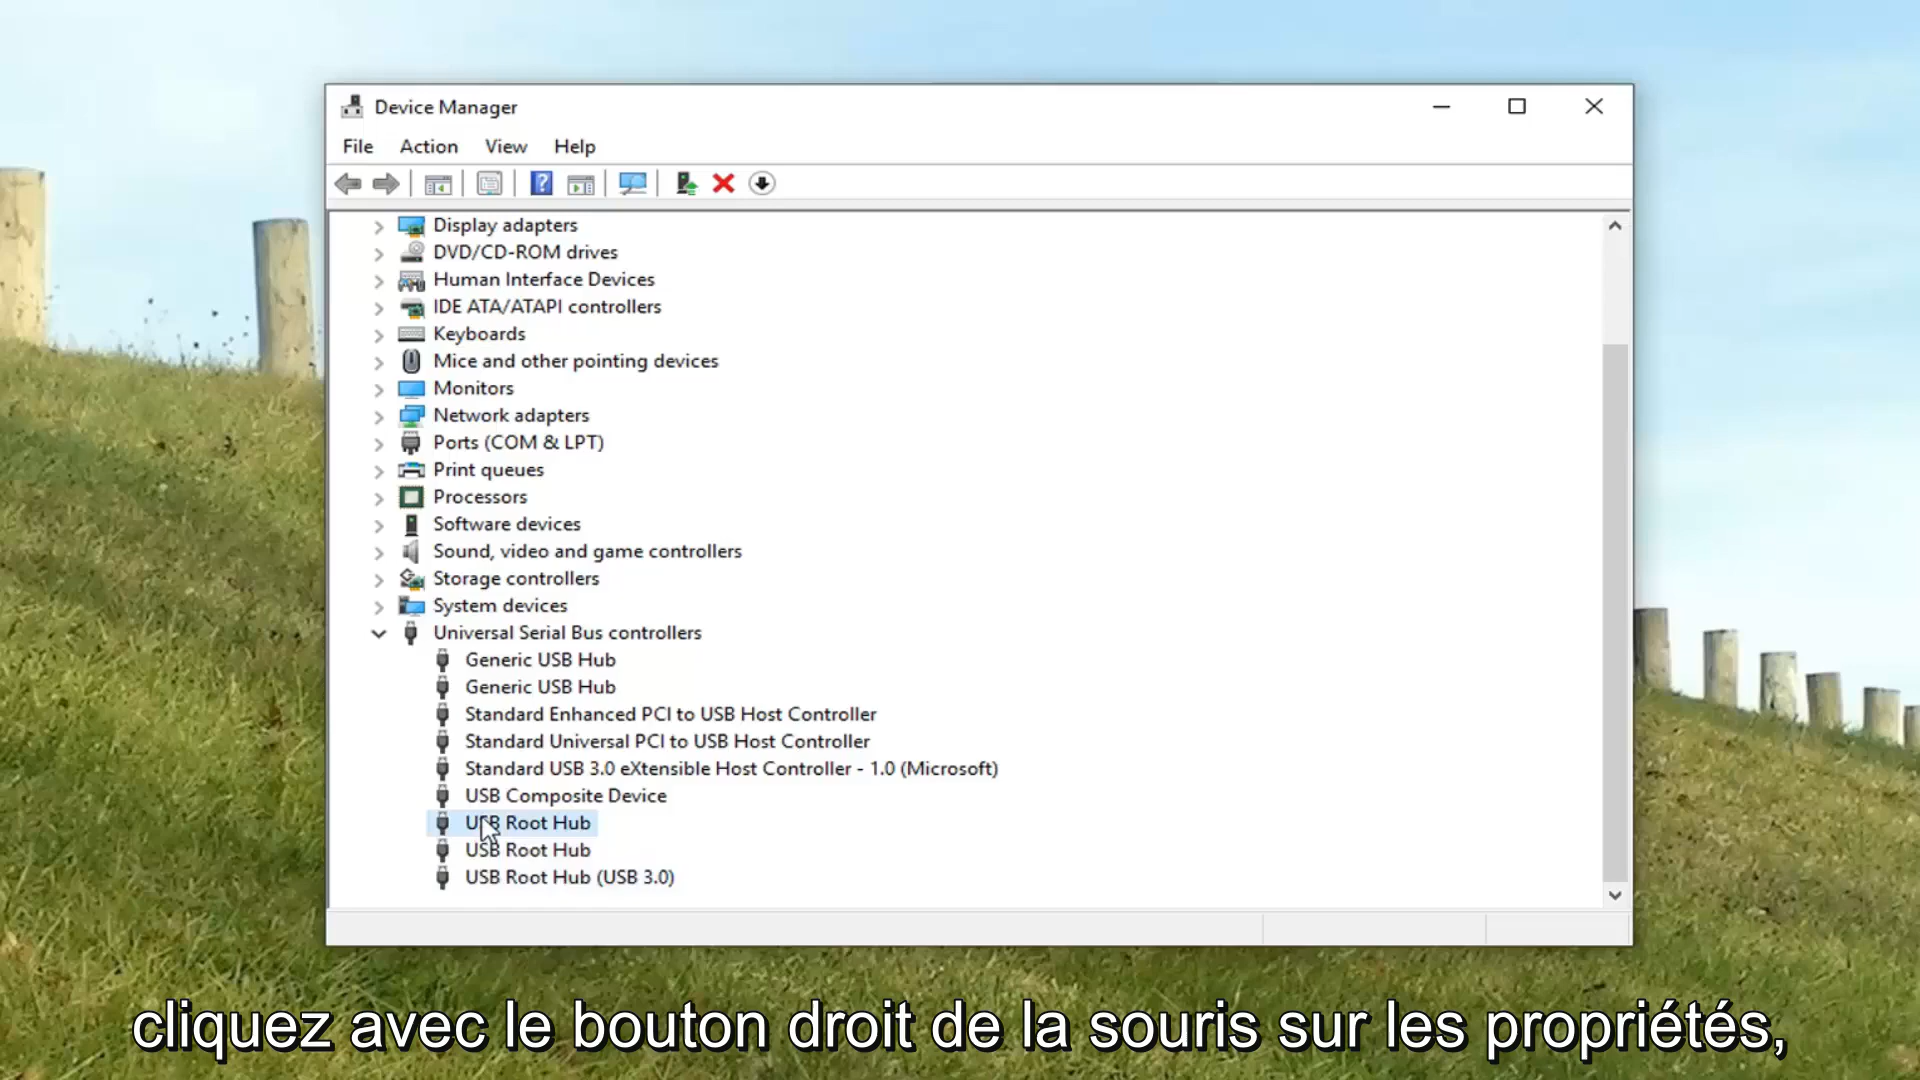 Device Manager
File Action View Help
Display adapters
DVD/CD-ROM drives
Human Interface Devices
IDE ATA/ATAPI controllers
Keyboards
Mice and other pointing devices
Monitors
Network adapters
Ports (COM & LPT)
Print queues
Processors
Software devices
Sound, video and game controllers
Storage controllers
System devices
Universal Serial Bus controllers
Generic USB Hub
Generic USB Hub
Standard Enhanced PCI to USB Host Controller
Standard Universal PCI to USB Host Controller
Standard USB 3.0 eXtensible Host Controller - 1.0 (Microsoft)
USB Composite Device
USB Root Hub
USB Root Hub
USB Root Hub (USB 3.0)
cliquez avec le bouton droit de la souris sur les propriétés,